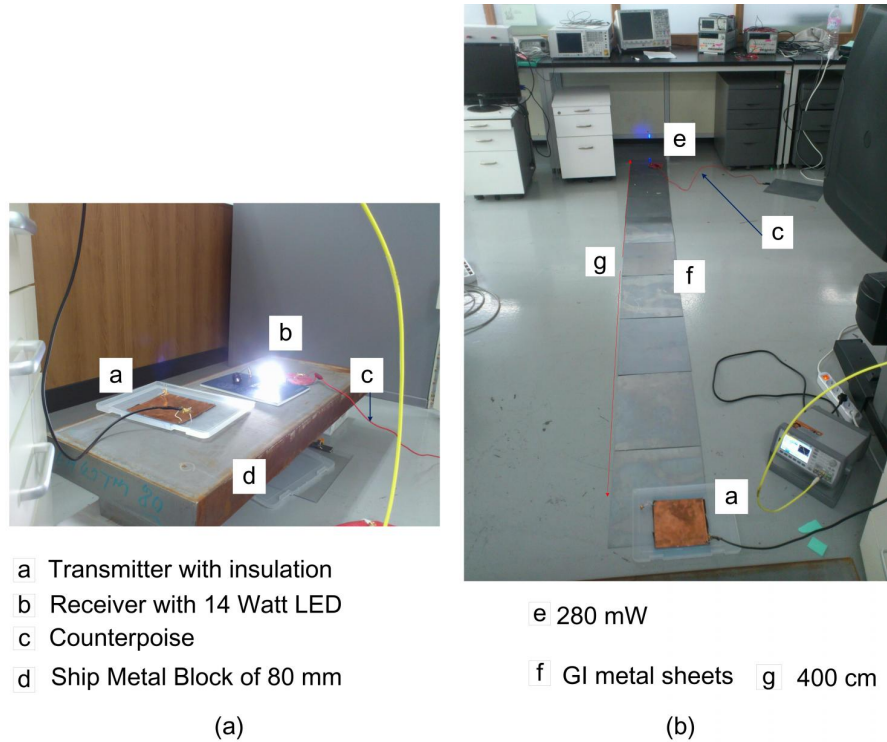 a
b
c
d
e
c
g
f
a
a Transmitter with insulation
b Receiver with 14 Watt LED
c Counterpoise
d Ship Metal Block of 80 mm
(a)
e 280 mW
f GI metal sheets g 400 cm
(b)